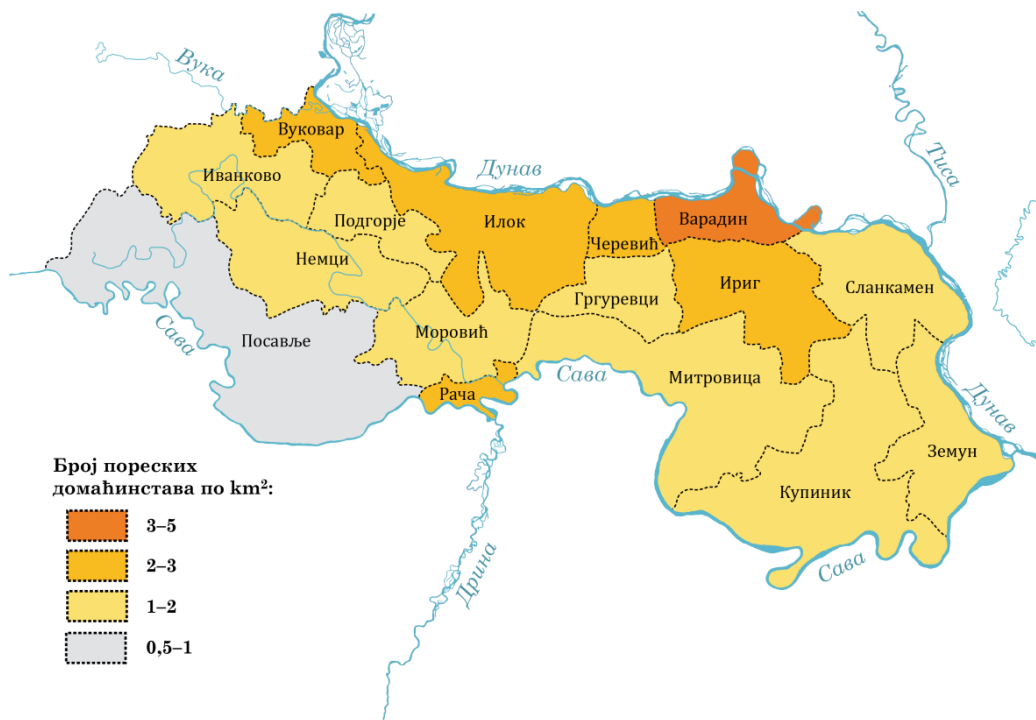 Вука
Вуковар
Дунав
Тиса
Иванково
Подгорје
Илок
Варадин
Черевић
Немци
Ириг
Сланкамен
Гргуревци
Сава
Посавље
Моровић
Сава
Митровица
Рача
Дунав
Земун
Купиник
Сава
Дрина
Број пореских
домаћинстава по km²:
3–5
2–3
1–2
0,5–1